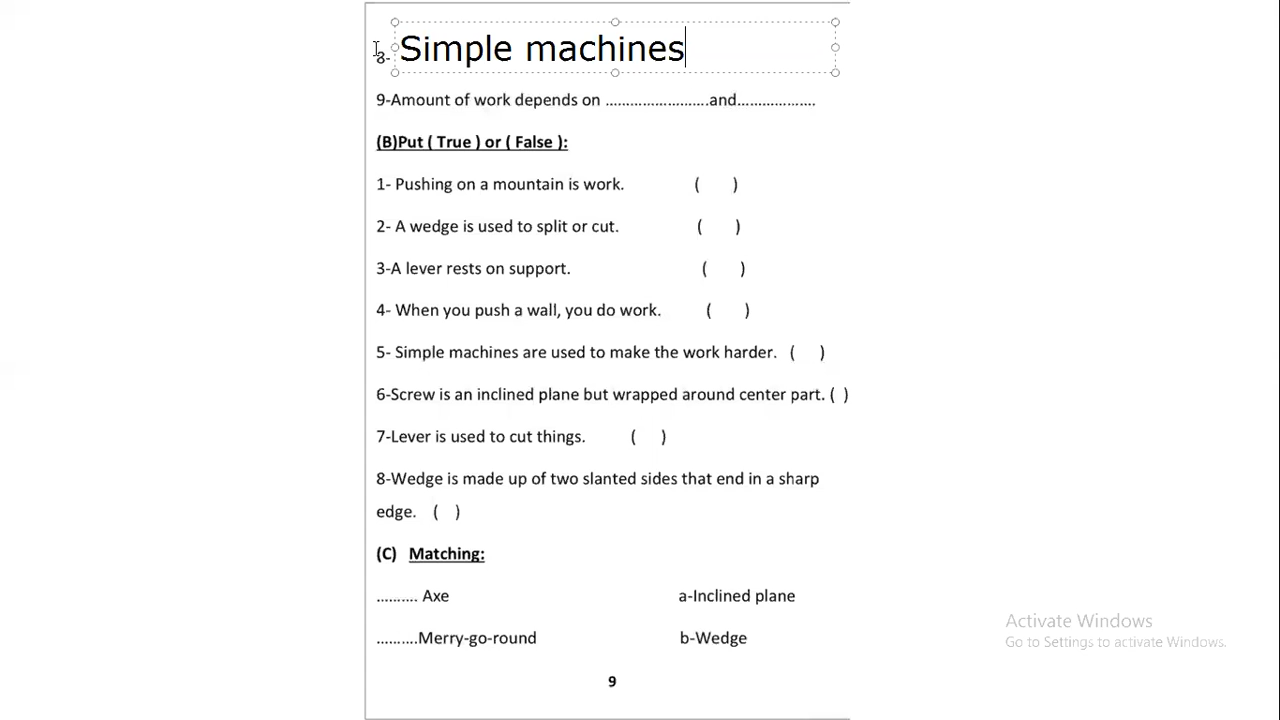 8- Simple machines
9-Amount of work depends on ..........................and....................
(B)Put ( True ) or ( False ):
1- Pushing on a mountain is work. ( )
2- A wedge is used to split or cut. ( )
3-A lever rests on support. ( )
4- When you push a wall, you do work. ( )
5- Simple machines are used to make the work harder. ( )
6-Screw is an inclined plane but wrapped around center part. ( )
7-Lever is used to cut things. ( )
8-Wedge is made up of two slanted sides that end in a sharp
edge. ( )
(C) Matching:
.......... Axe a-Inclined plane
..........Merry-go-round b-Wedge
9
Activate Windows
Go to Settings to activate Windows.